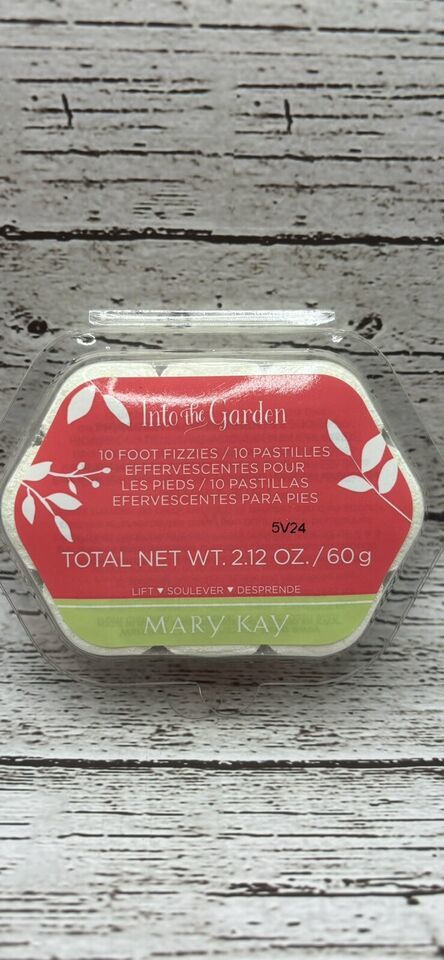 Into the Garden
10 FOOT FIZZIES / 10 PASTILLES
EFFERVESCENTES POUR
LES PIEDS / 10 PASTILLAS
EFERVESCENTES PARA PIES
5V24
TOTAL NET WT. 2.12 OZ. / 60 g
LIFT ▼ SOULEVER ▼ DESPRENDE
MARY KAY